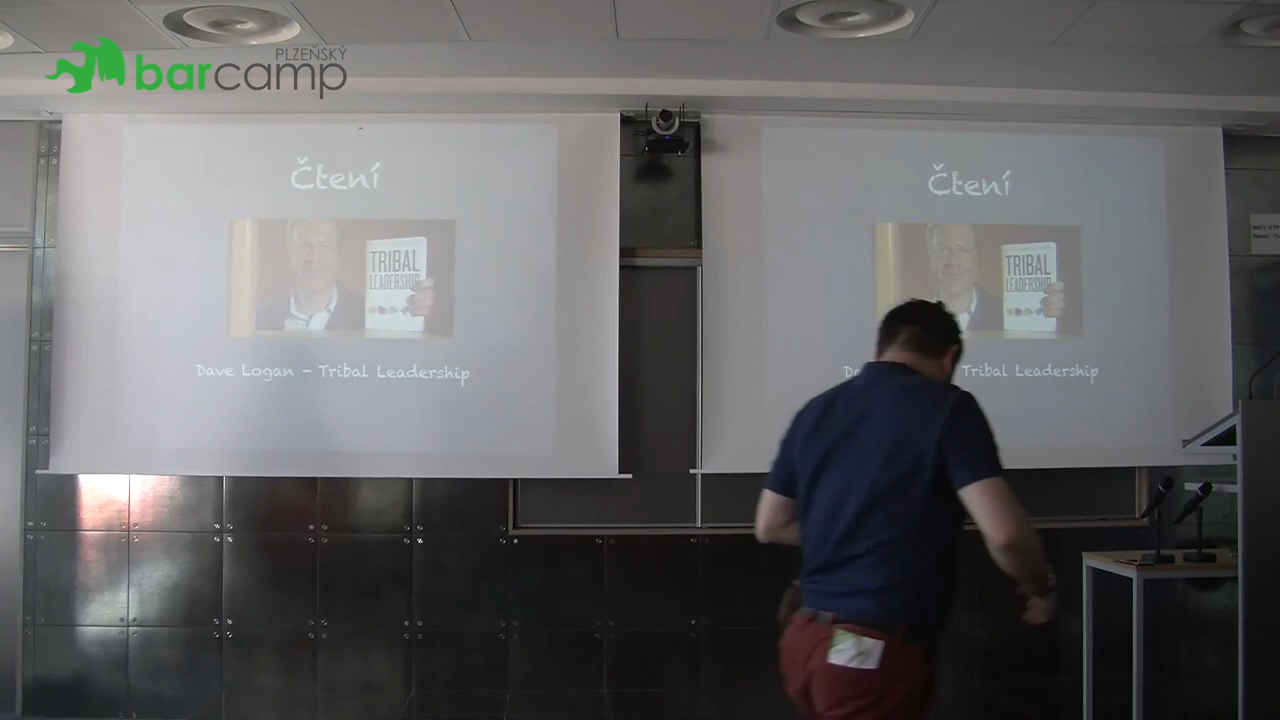 PLZEŇSKÝ
barcamp
Čtení
TRIBAL
LEADERSHIP
Dave Logan - Tribal Leadership
Čtení
TRIBAL
LEADERSHIP
Tribal Leadership